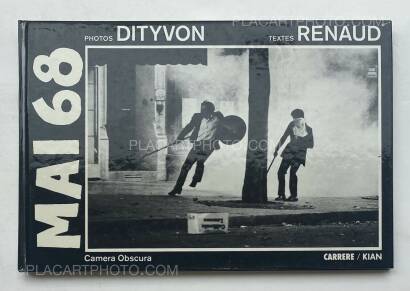 PLACARTPHOTO.COM
PHOTOS DITYVON TEXTES RENAUD
MAI 68
PLACARTPHOTO.COM
Camera Obscura CARRERE / KIAN
PLACARTPHOTO.COM